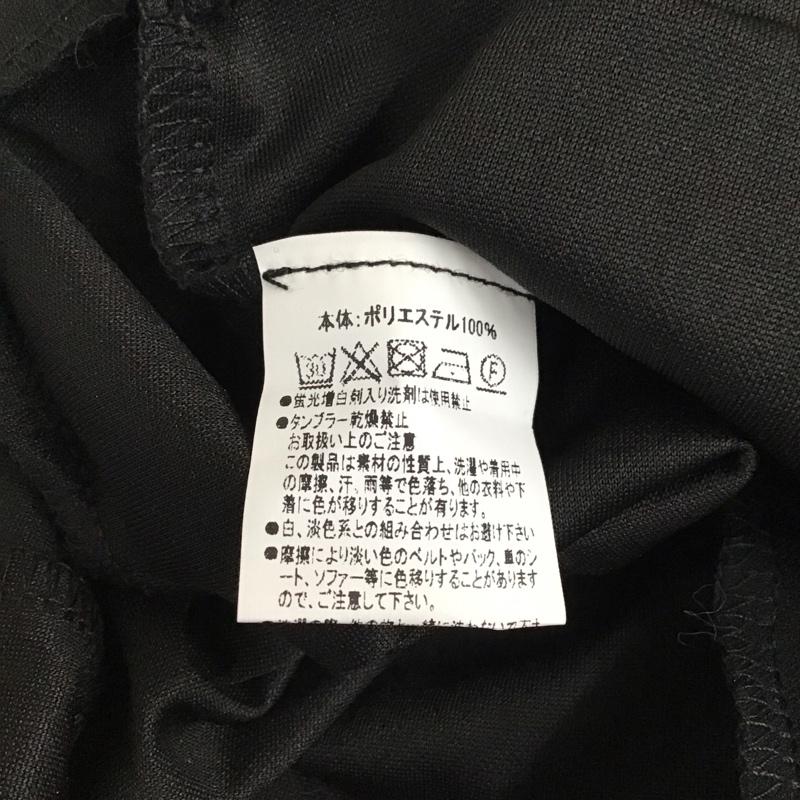 本体：ポリエステル100%
30 F
●蛍光増白剤入り洗剤は使用禁止
●タンブラー乾燥禁止
お取扱い上のご注意
この製品は素材の性質上、洗濯や着用中
の摩擦、汗、雨等で色落ち、他の衣料や下
着に色が移りすることが有ります。
●白、淡色系との組み合わせはお避け下さい
●摩擦により淡い色のベルトやバック、車のシ
ート、ソファー等に色移りすることがあります
ので、ご注意して下さい。